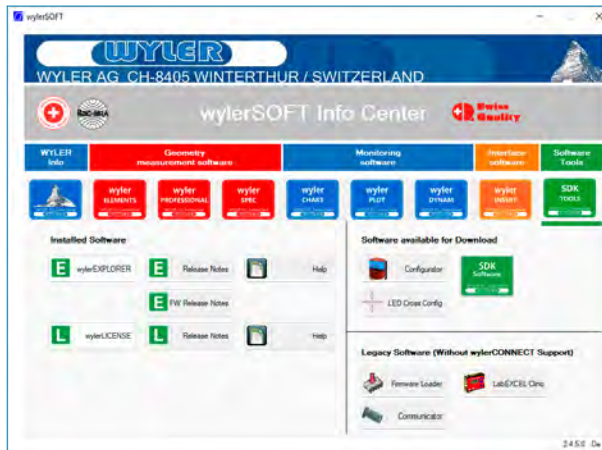 wylerSOFT
WYLER
WYLER AG CH-8405 WINTERTHUR / SWITZERLAND
wylerSOFT Info Center
Swiss Quality
WYLER Info
Geometry measurement software
Monitoring software
Interface software
Software Tools
wyler ELEMENTS
wyler PROFESSIONAL
wyler SPEC
wyler CHART
wyler PLOT
wyler DYNAM
wyler INSERT
SDK TOOLS
Installed Software
E wylerEXPLORER
E Release Notes
Help
E FW Release Notes
L wylerLICENSE
L Release Notes
Help
Software available for Download
Configurator
SDK Software
LED Cross Config
Legacy Software (Without wylerCONNECT Support)
Firmware Loader
LabEXCEL Clino
Communicator
2.4.5.0